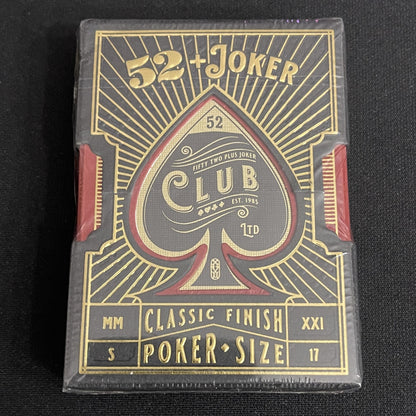 52 + JOKER
52
FIFTY TWO PLUS JOKER
CLUB
EST. 1985
LTD
MM CLASSIC FINISH XXI
S POKER • SIZE 17